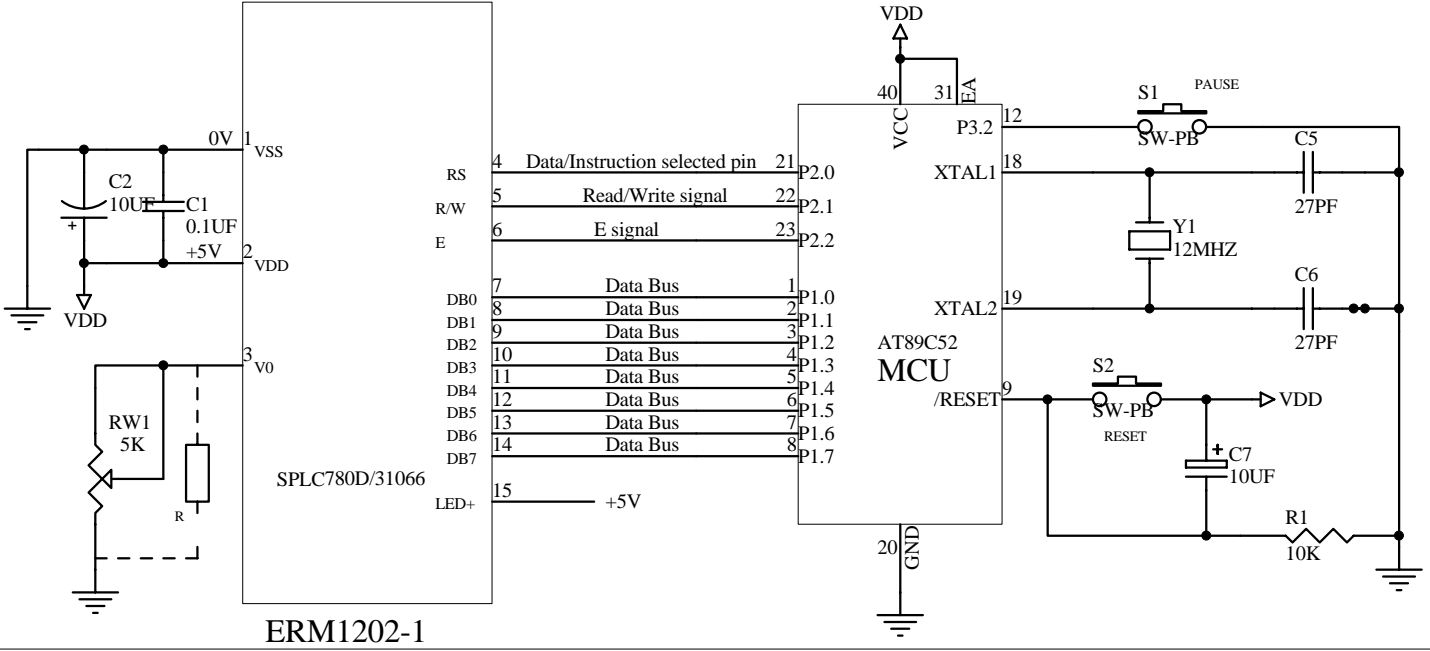 VDD
40
31
EA
VCC
S1
PAUSE
SW-PB
P3.2
12
C5
27PF
0V
1
VSS
C2
10UF
C1
0.1UF
+5V
2
VDD
VDD
3
V0
RW1
5K
R
SPLC780D/31066
ERM1202-1
RS
4
Data/Instruction selected pin
21
P2.0
R/W
5
Read/Write signal
22
P2.1
E
6
E signal
23
P2.2
DB0
7
Data Bus
1
P1.0
DB1
8
Data Bus
2
P1.1
DB2
9
Data Bus
3
P1.2
DB3
10
Data Bus
4
P1.3
DB4
11
Data Bus
5
P1.4
DB5
12
Data Bus
6
P1.5
DB6
13
Data Bus
7
P1.6
DB7
14
Data Bus
8
P1.7
LED+
15
+5V
XTAL1
18
Y1
12MHZ
XTAL2
19
C6
27PF
AT89C52
MCU
/RESET
9
S2
SW-PB
RESET
VDD
+
C7
10UF
R1
10K
20
GND
+